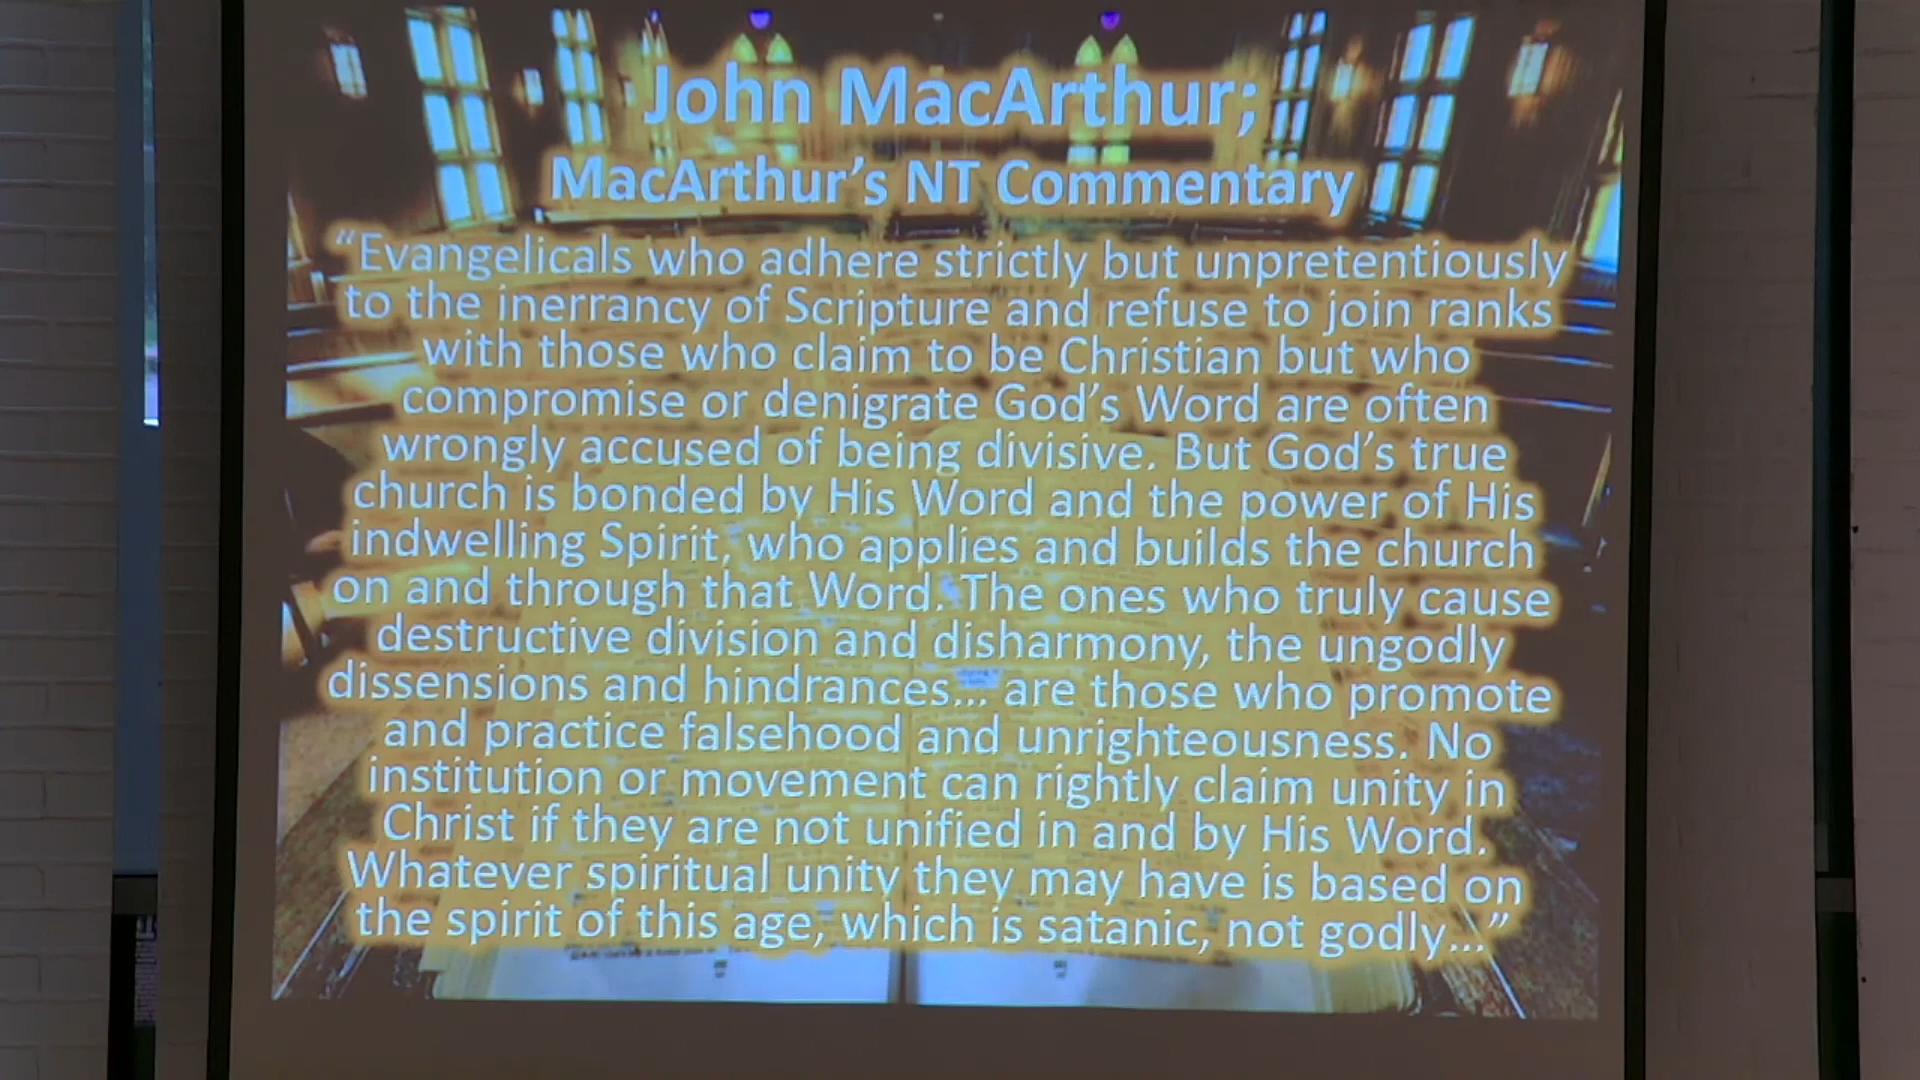 John MacArthur;
MacArthur's NT Commentary
“Evangelicals who adhere strictly but unpretentiously
to the inerrancy of Scripture and refuse to join ranks
with those who claim to be Christian but who
compromise or denigrate God’s Word are often
wrongly accused of being divisive. But God’s true
church is bonded by His Word and the power of His
indwelling Spirit, who applies and builds the church
on and through that Word. The ones who truly cause
destructive division and disharmony, the ungodly
dissensions and hindrances... are those who promote
and practice falsehood and unrighteousness. No
institution or movement can rightly claim unity in
Christ if they are not unified in and by His Word.
Whatever spiritual unity they may have is based on
the spirit of this age, which is satanic, not godly...”